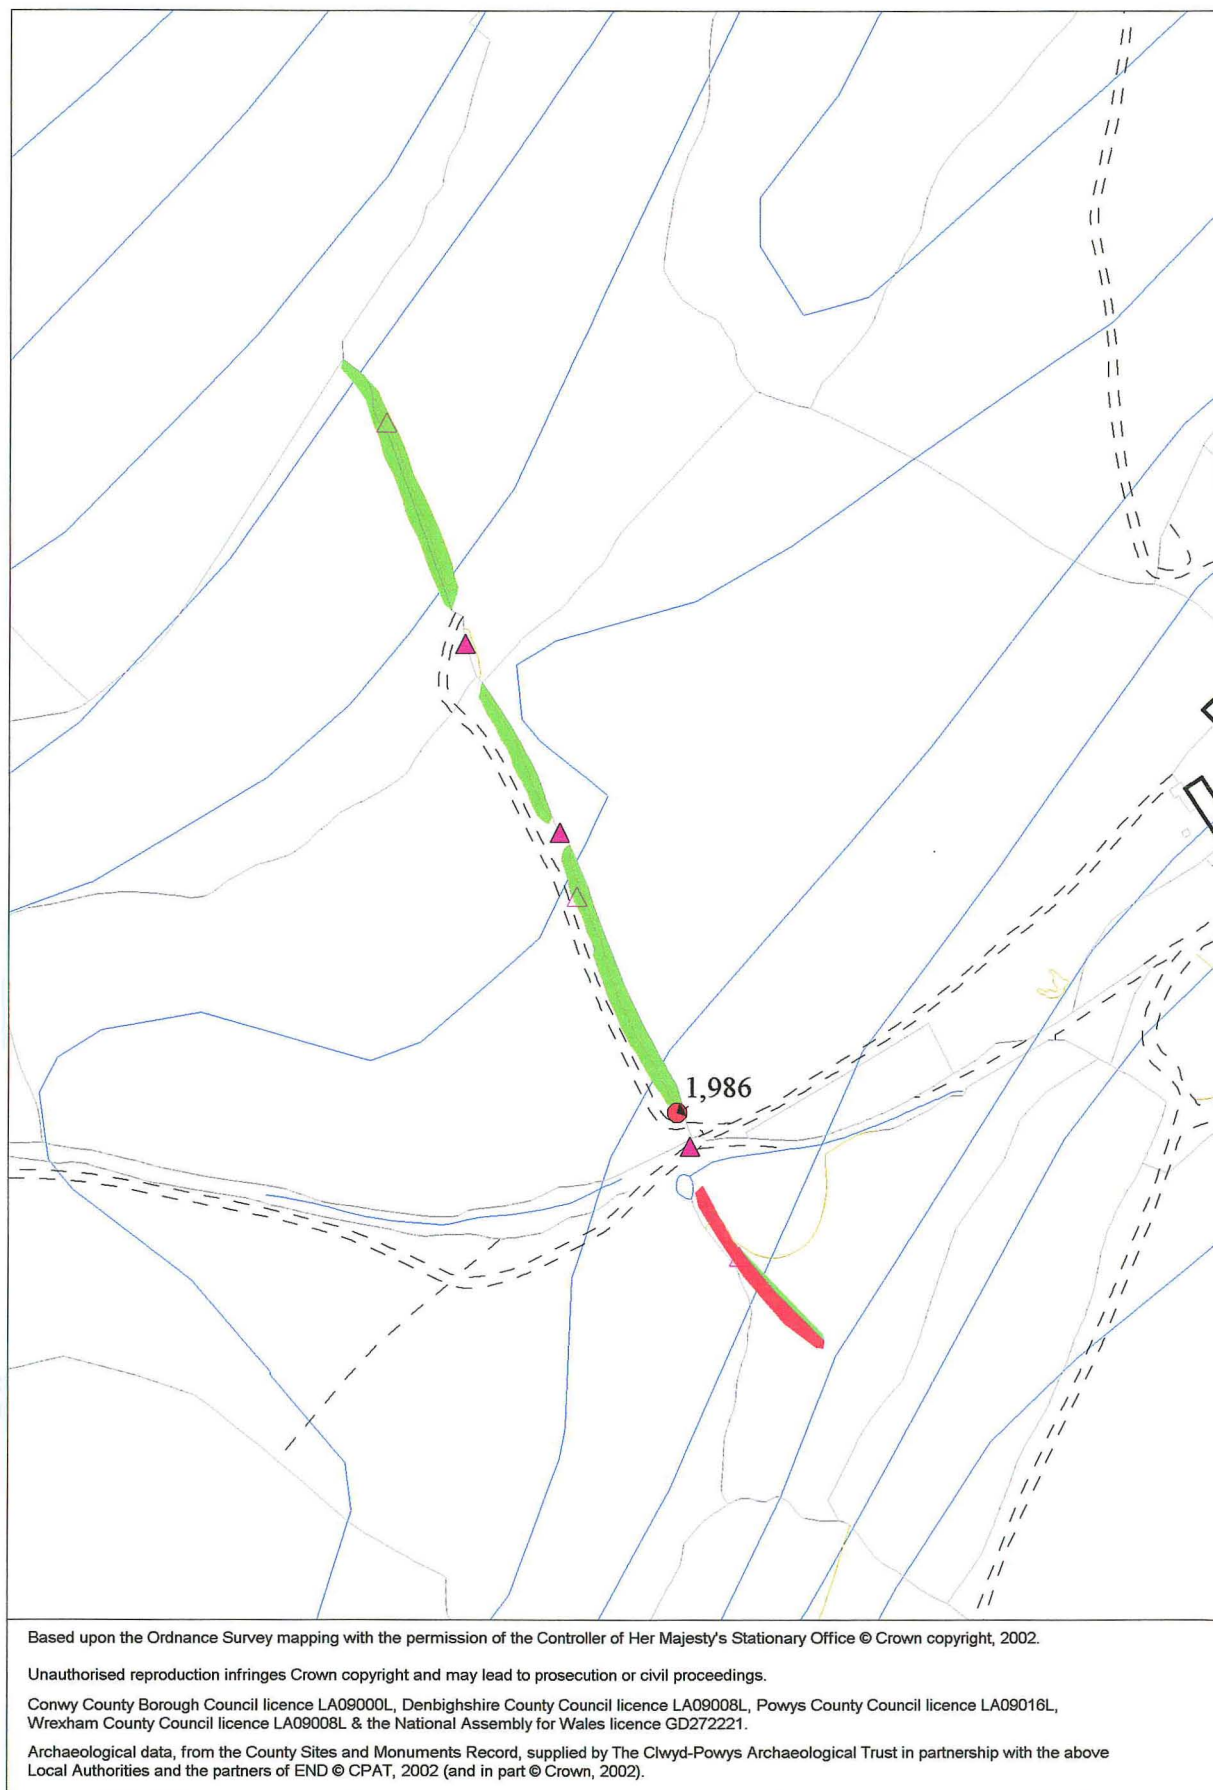 1,986
Based upon the Ordnance Survey mapping with the permission of the Controller of Her Majesty's Stationary Office © Crown copyright, 2002.
Unauthorised reproduction infringes Crown copyright and may lead to prosecution or civil proceedings.
Conwy County Borough Council licence LA09000L, Denbighshire County Council licence LA09008L, Powys County Council licence LA09016L,
Wrexham County Council licence LA09008L & the National Assembly for Wales licence GD272221.
Archaeological data, from the County Sites and Monuments Record, supplied by The Clwyd-Powys Archaeological Trust in partnership with the above
Local Authorities and the partners of END © CPAT, 2002 (and in part © Crown, 2002).